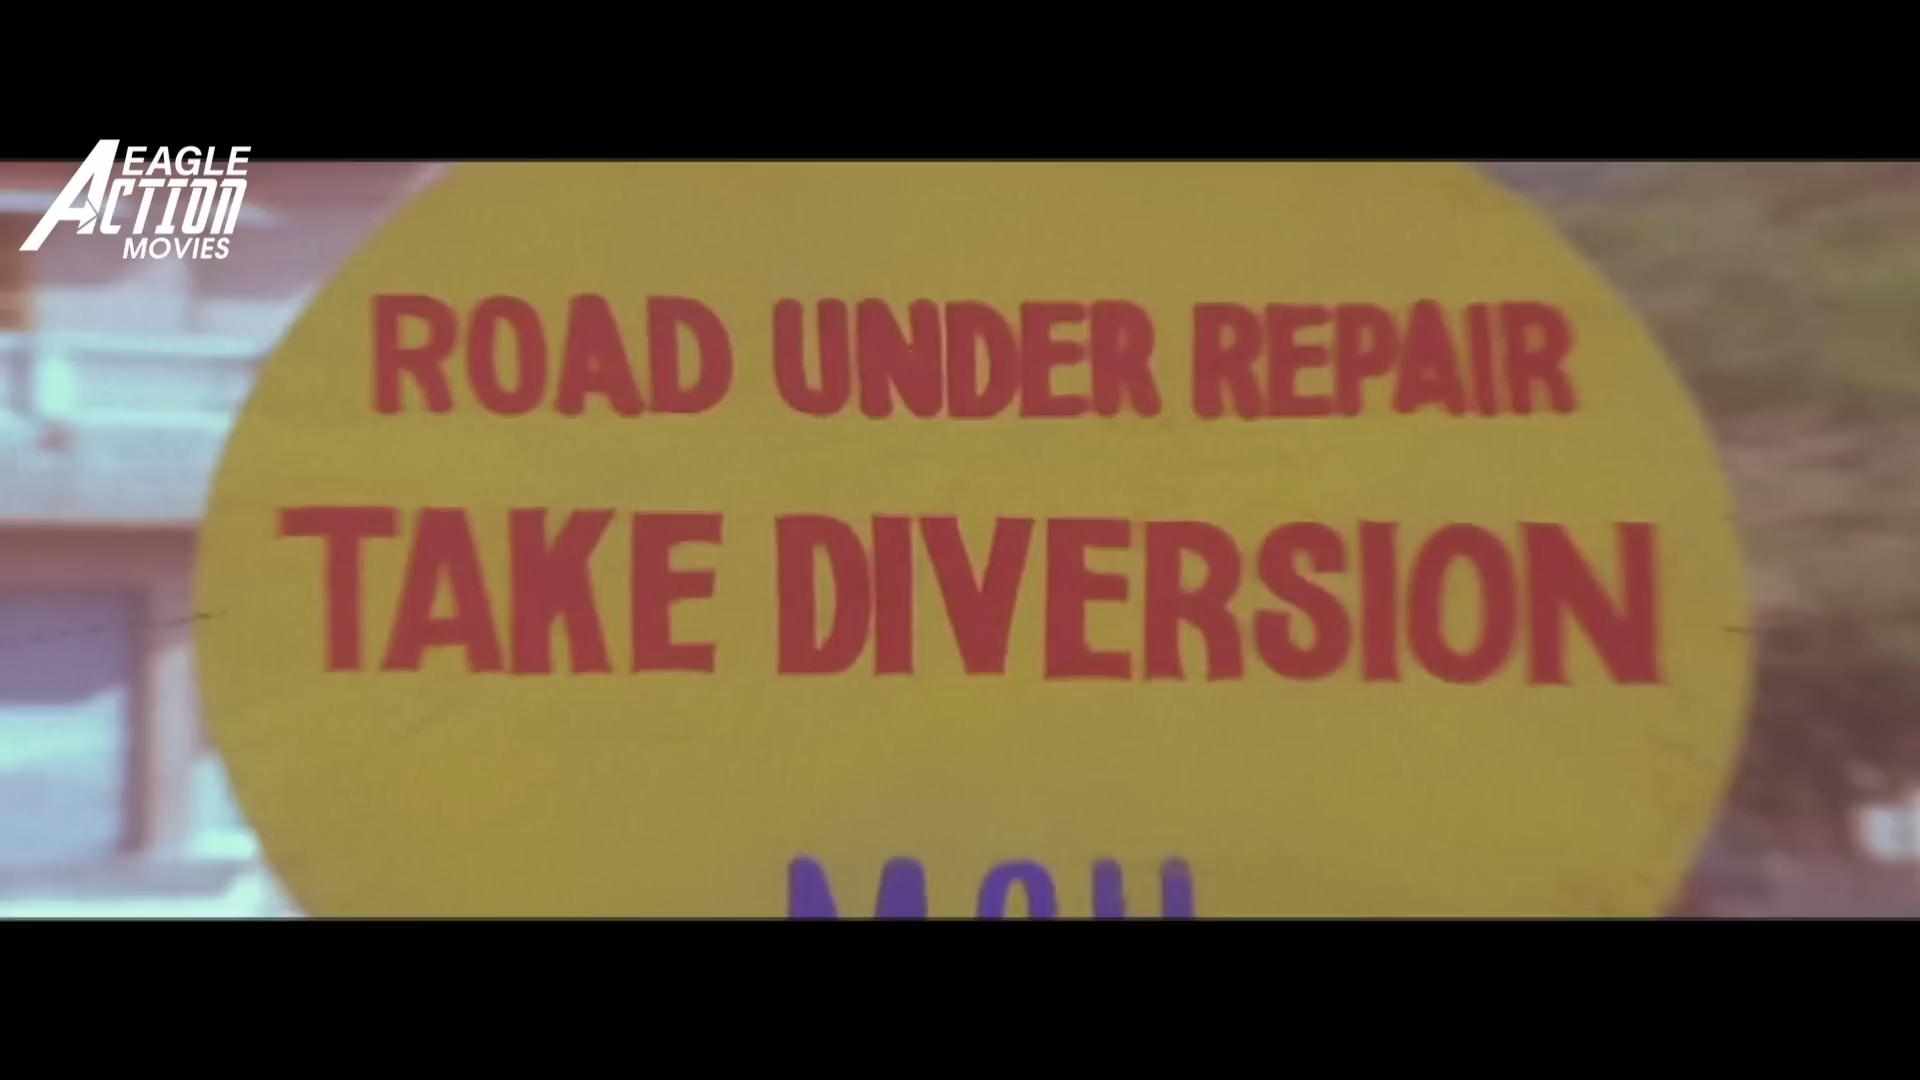 EAGLE
ACTION
MOVIES
ROAD UNDER REPAIR
TAKE DIVERSION